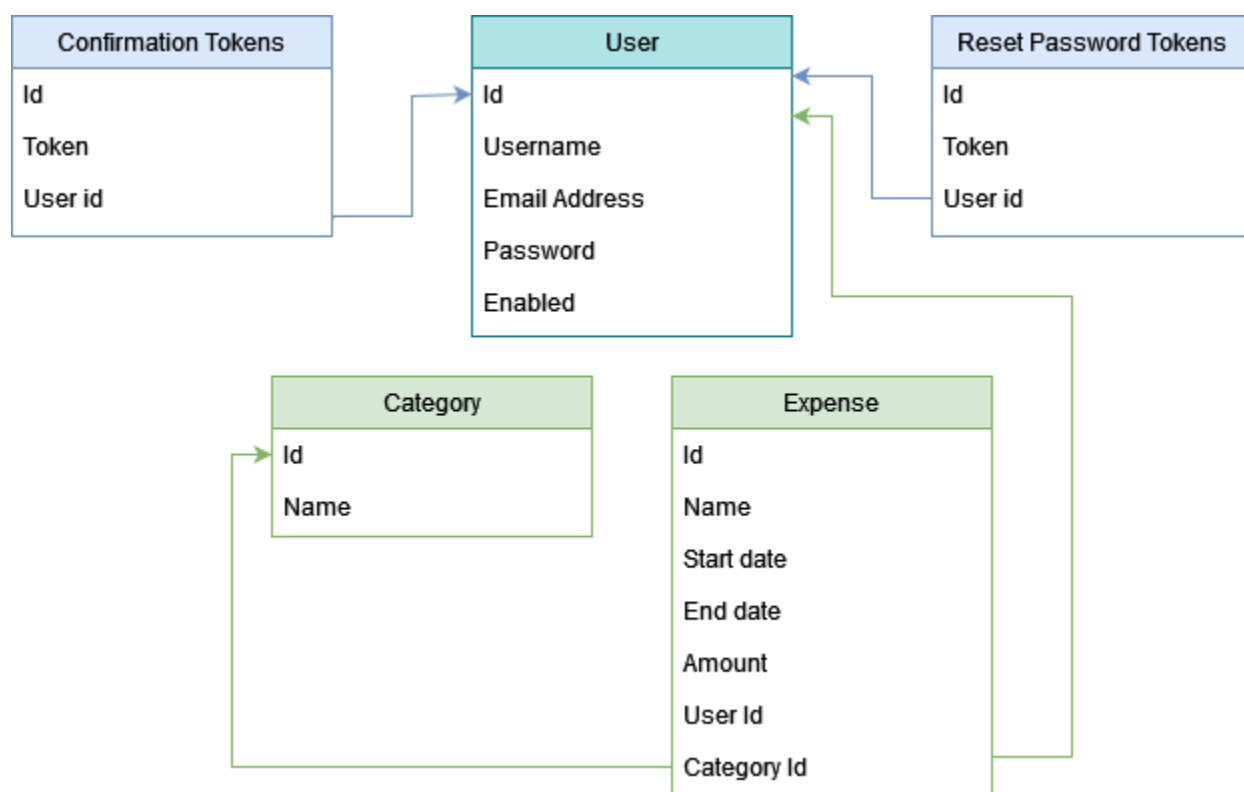 Confirmation Tokens
Id
Token
User id
User
Id
Username
Email Address
Password
Enabled
Reset Password Tokens
Id
Token
User id
Category
Id
Name
Expense
Id
Name
Start date
End date
Amount
User Id
Category Id